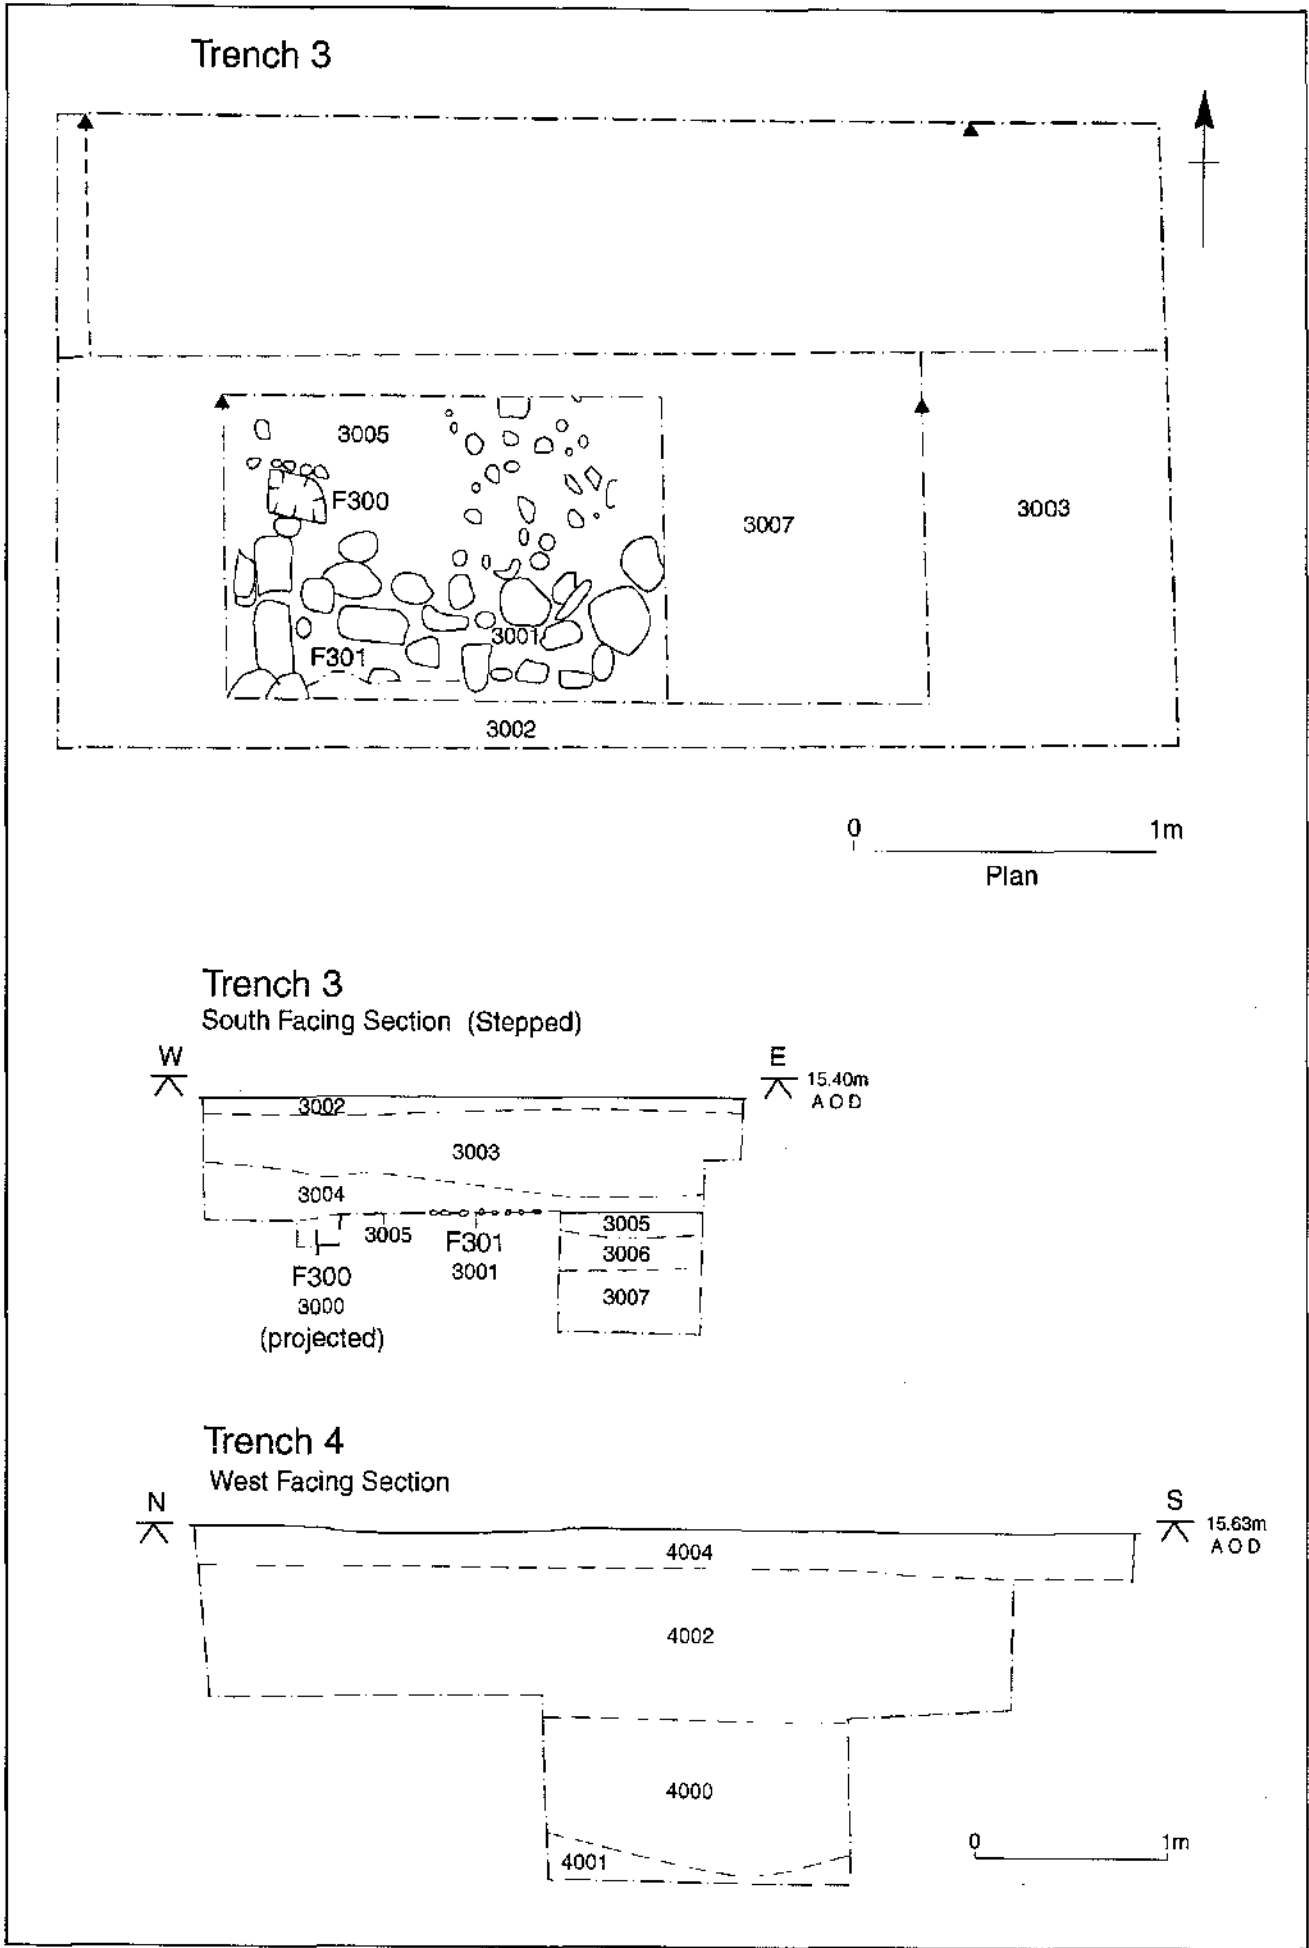 Trench 3
3005
F300
3007
3003
3001
F301
3002
0 1m
Plan
Trench 3
South Facing Section (Stepped)
W E
15.40m
A O D
3002
3003
3004
3005
3005
F301
3006
F300
3001
3000
3007
(projected)
Trench 4
West Facing Section
N S
15.63m
A O D
4004
4002
4000
0 1m
4001